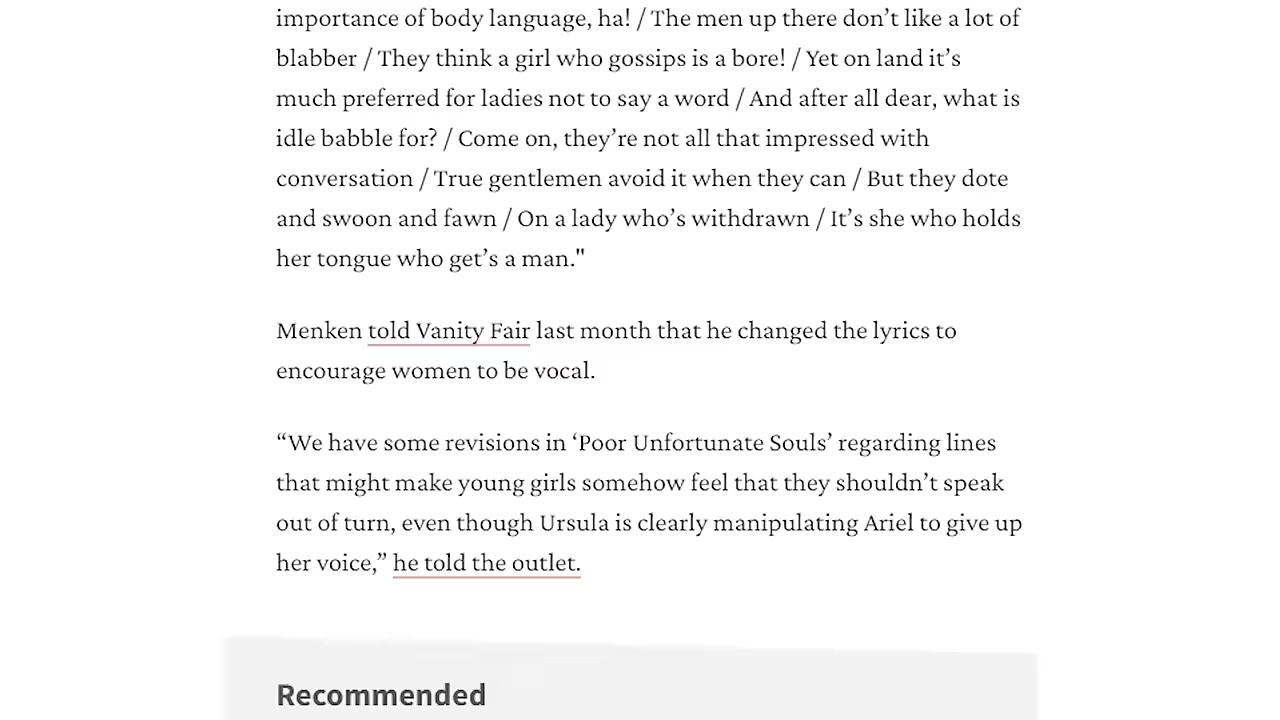 importance of body language, ha! / The men up there don’t like a lot of
blabber / They think a girl who gossips is a bore! / Yet on land it’s
much preferred for ladies not to say a word / And after all dear, what is
idle babble for? / Come on, they’re not all that impressed with
conversation / True gentlemen avoid it when they can / But they dote
and swoon and fawn / On a lady who’s withdrawn / It’s she who holds
her tongue who get’s a man."
Menken told Vanity Fair last month that he changed the lyrics to
encourage women to be vocal.
“We have some revisions in ‘Poor Unfortunate Souls’ regarding lines
that might make young girls somehow feel that they shouldn’t speak
out of turn, even though Ursula is clearly manipulating Ariel to give up
her voice,” he told the outlet.
Recommended